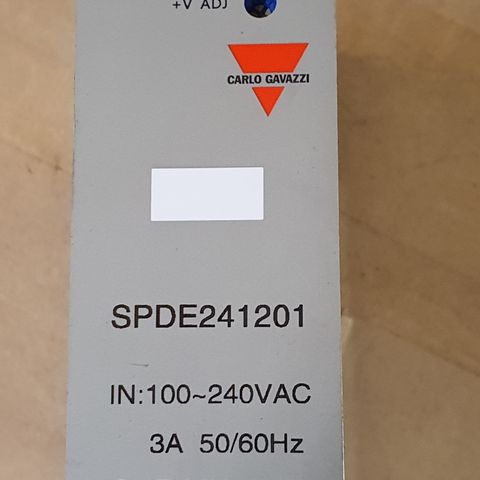 +V ADJ
CARLO GAVAZZI
SPDE241201
IN:100~240VAC
3A 50/60Hz